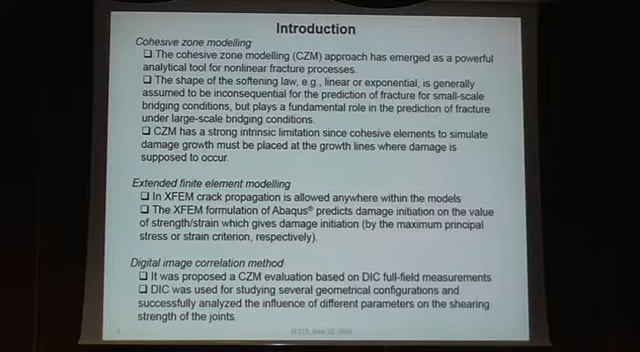 Introduction
Cohesive zone modelling
❑ The cohesive zone modelling (CZM) approach has emerged as a powerful
analytical tool for nonlinear fracture processes.
❑ The shape of the softening law, e.g., linear or exponential, is generally
assumed to be inconsequential for the prediction of fracture for small-scale
bridging conditions, but plays a fundamental role in the prediction of fracture
under large-scale bridging conditions.
❑ CZM has a strong intrinsic limitation since cohesive elements to simulate
damage growth must be placed at the growth lines where damage is
supposed to occur.
Extended finite element modelling
❑ In XFEM crack propagation is allowed anywhere within the models
❑ The XFEM formulation of Abaqus® predicts damage initiation on the value
of strength/strain which gives damage initiation (by the maximum principal
stress or strain criterion, respectively).
Digital image correlation method
❑ It was proposed a CZM evaluation based on DIC full-field measurements
❑ DIC was used for studying several geometrical configurations and
successfully analyzed the influence of different parameters on the shearing
strength of the joints.
June 22, 2016